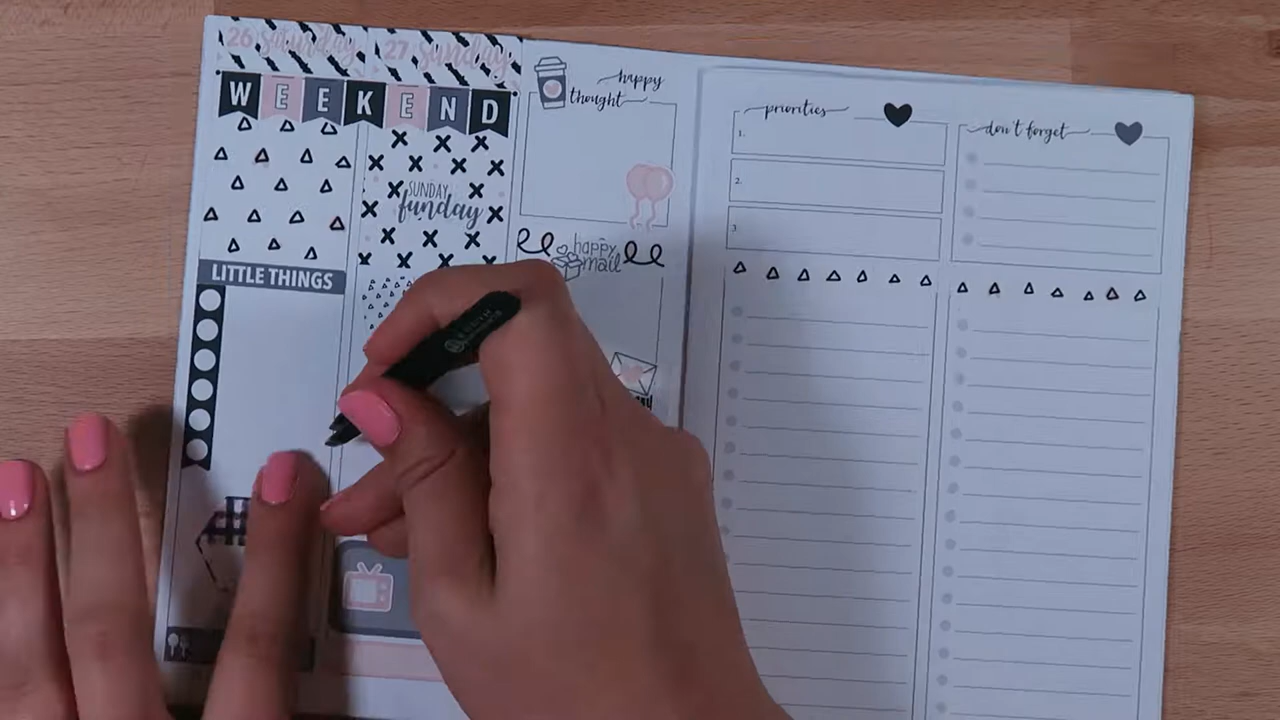 26 saturday 27 sunday
WEEKEND
SUNDAY
funday
LITTLE THINGS
happy
thought
happy
mail
priorities
1.
2.
3
don't forget